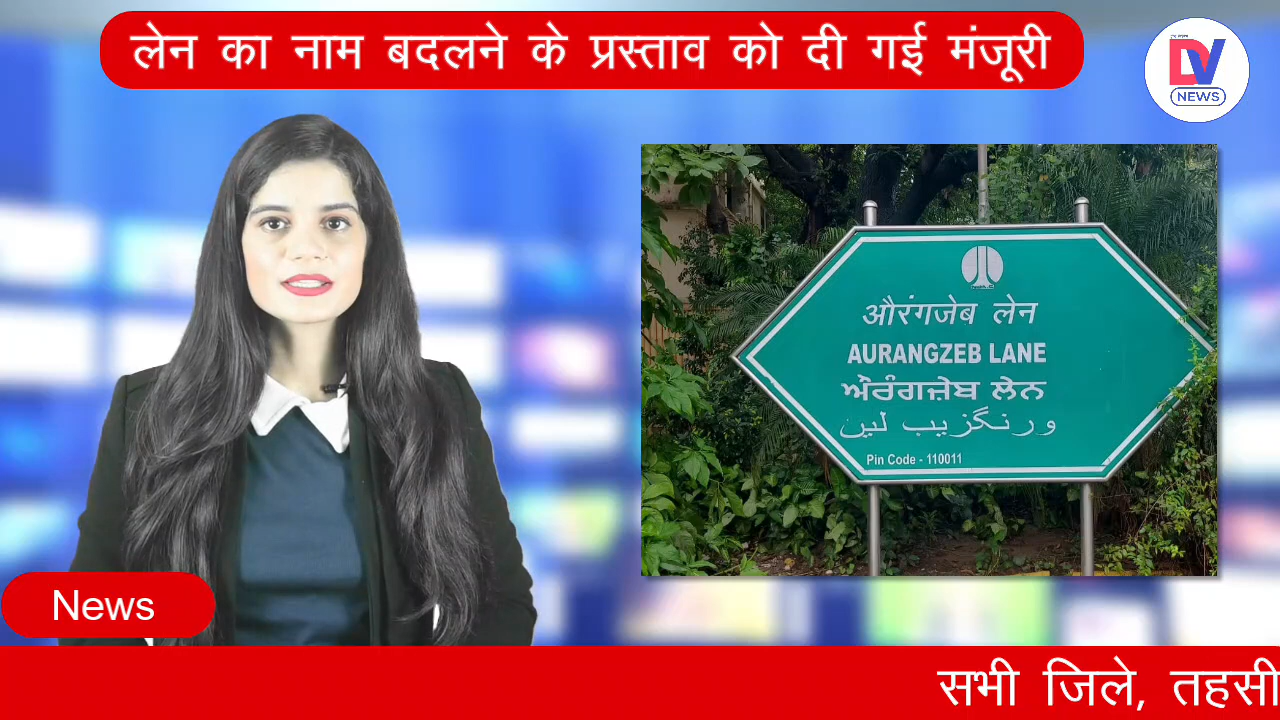 लेन का नाम बदलने के प्रस्ताव को दी गई मंजूरी
DV
NEWS
औरंगजेब लेन
AURANGZEB LANE
ਔਰੰਗਜ਼ੇਬ ਲੇਨ
ورنگزیب لین
Pin Code - 110011
News
सभी जिले, तहसी